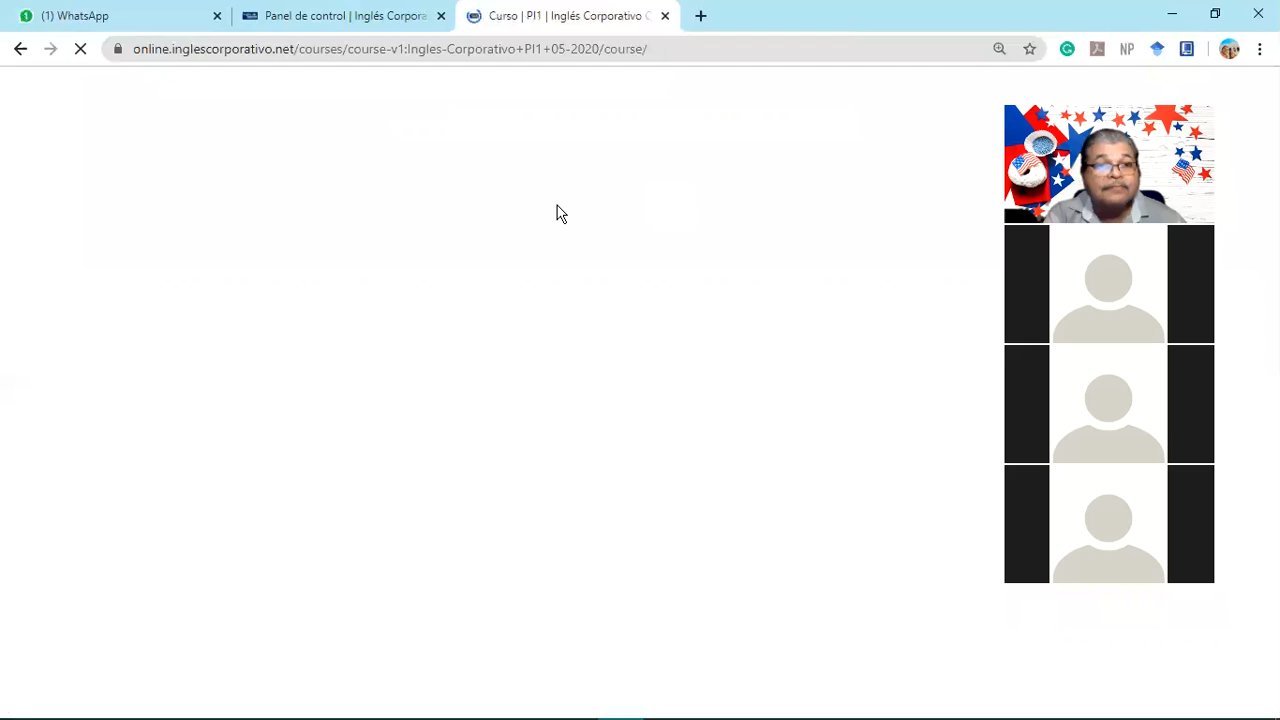 (1) WhatsApp
Panel de control | Inglés Corpora
Curso | PI1 | Inglés Corporativo C
online.inglescorporativo.net/courses/course-v1:Ingles-Corporativo+PI1+05-2020/course/
NP